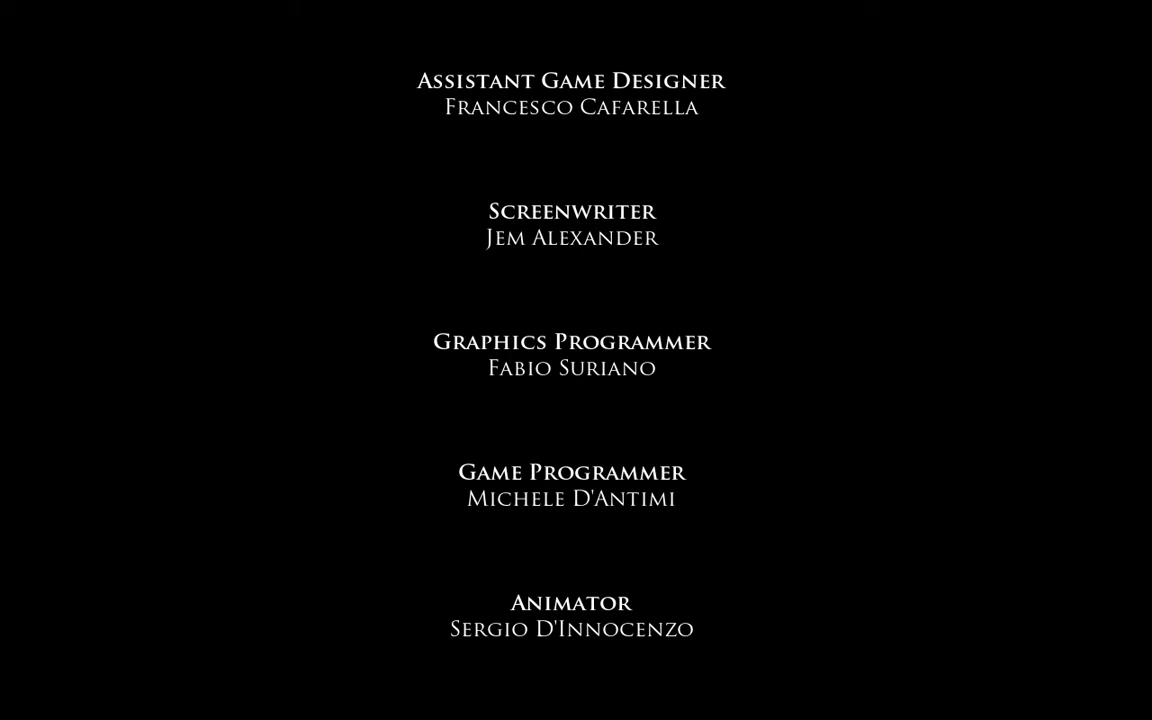 Assistant Game Designer
Francesco Cafarella
Screenwriter
Jem Alexander
Graphics Programmer
Fabio Suriano
Game Programmer
Michele D'Antimi
Animator
Sergio D'Innocenzo